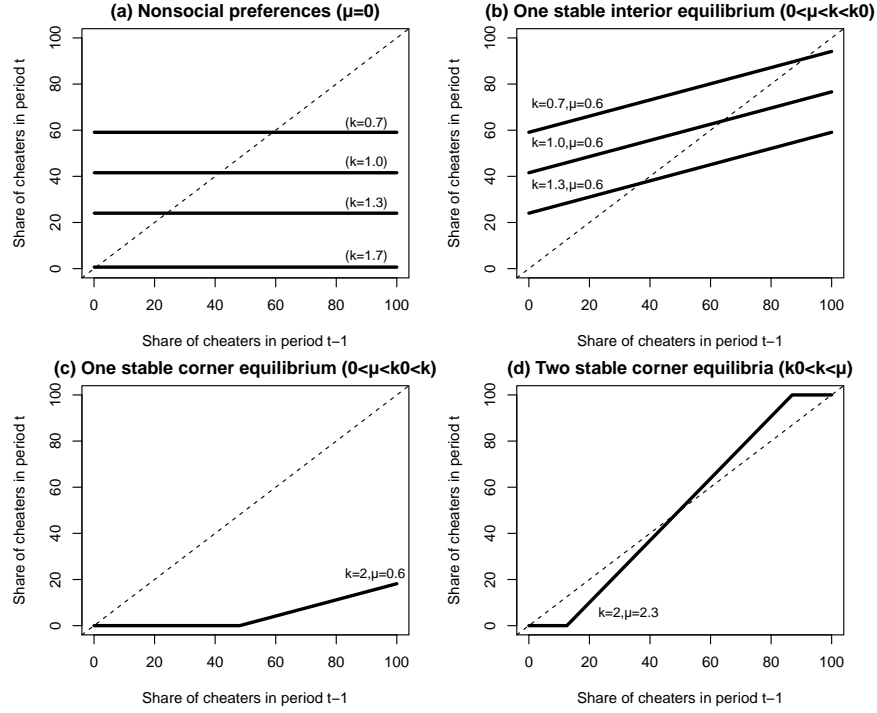 (a) Nonsocial preferences (μ=0)
Share of cheaters in period t
100
80
60
40
20
0
(k=0.7)
(k=1.0)
(k=1.3)
(k=1.7)
0 20 40 60 80 100
Share of cheaters in period t−1
(b) One stable interior equilibrium (0<μ<k<k0)
Share of cheaters in period t
100
80
60
40
20
0
k=0.7,μ=0.6
k=1.0,μ=0.6
k=1.3,μ=0.6
0 20 40 60 80 100
Share of cheaters in period t−1
(c) One stable corner equilibrium (0<μ<k0<k)
Share of cheaters in period t
100
80
60
40
20
0
k=2,μ=0.6
0 20 40 60 80 100
Share of cheaters in period t−1
(d) Two stable corner equilibria (k0<k<μ)
Share of cheaters in period t
100
80
60
40
20
0
k=2,μ=2.3
0 20 40 60 80 100
Share of cheaters in period t−1